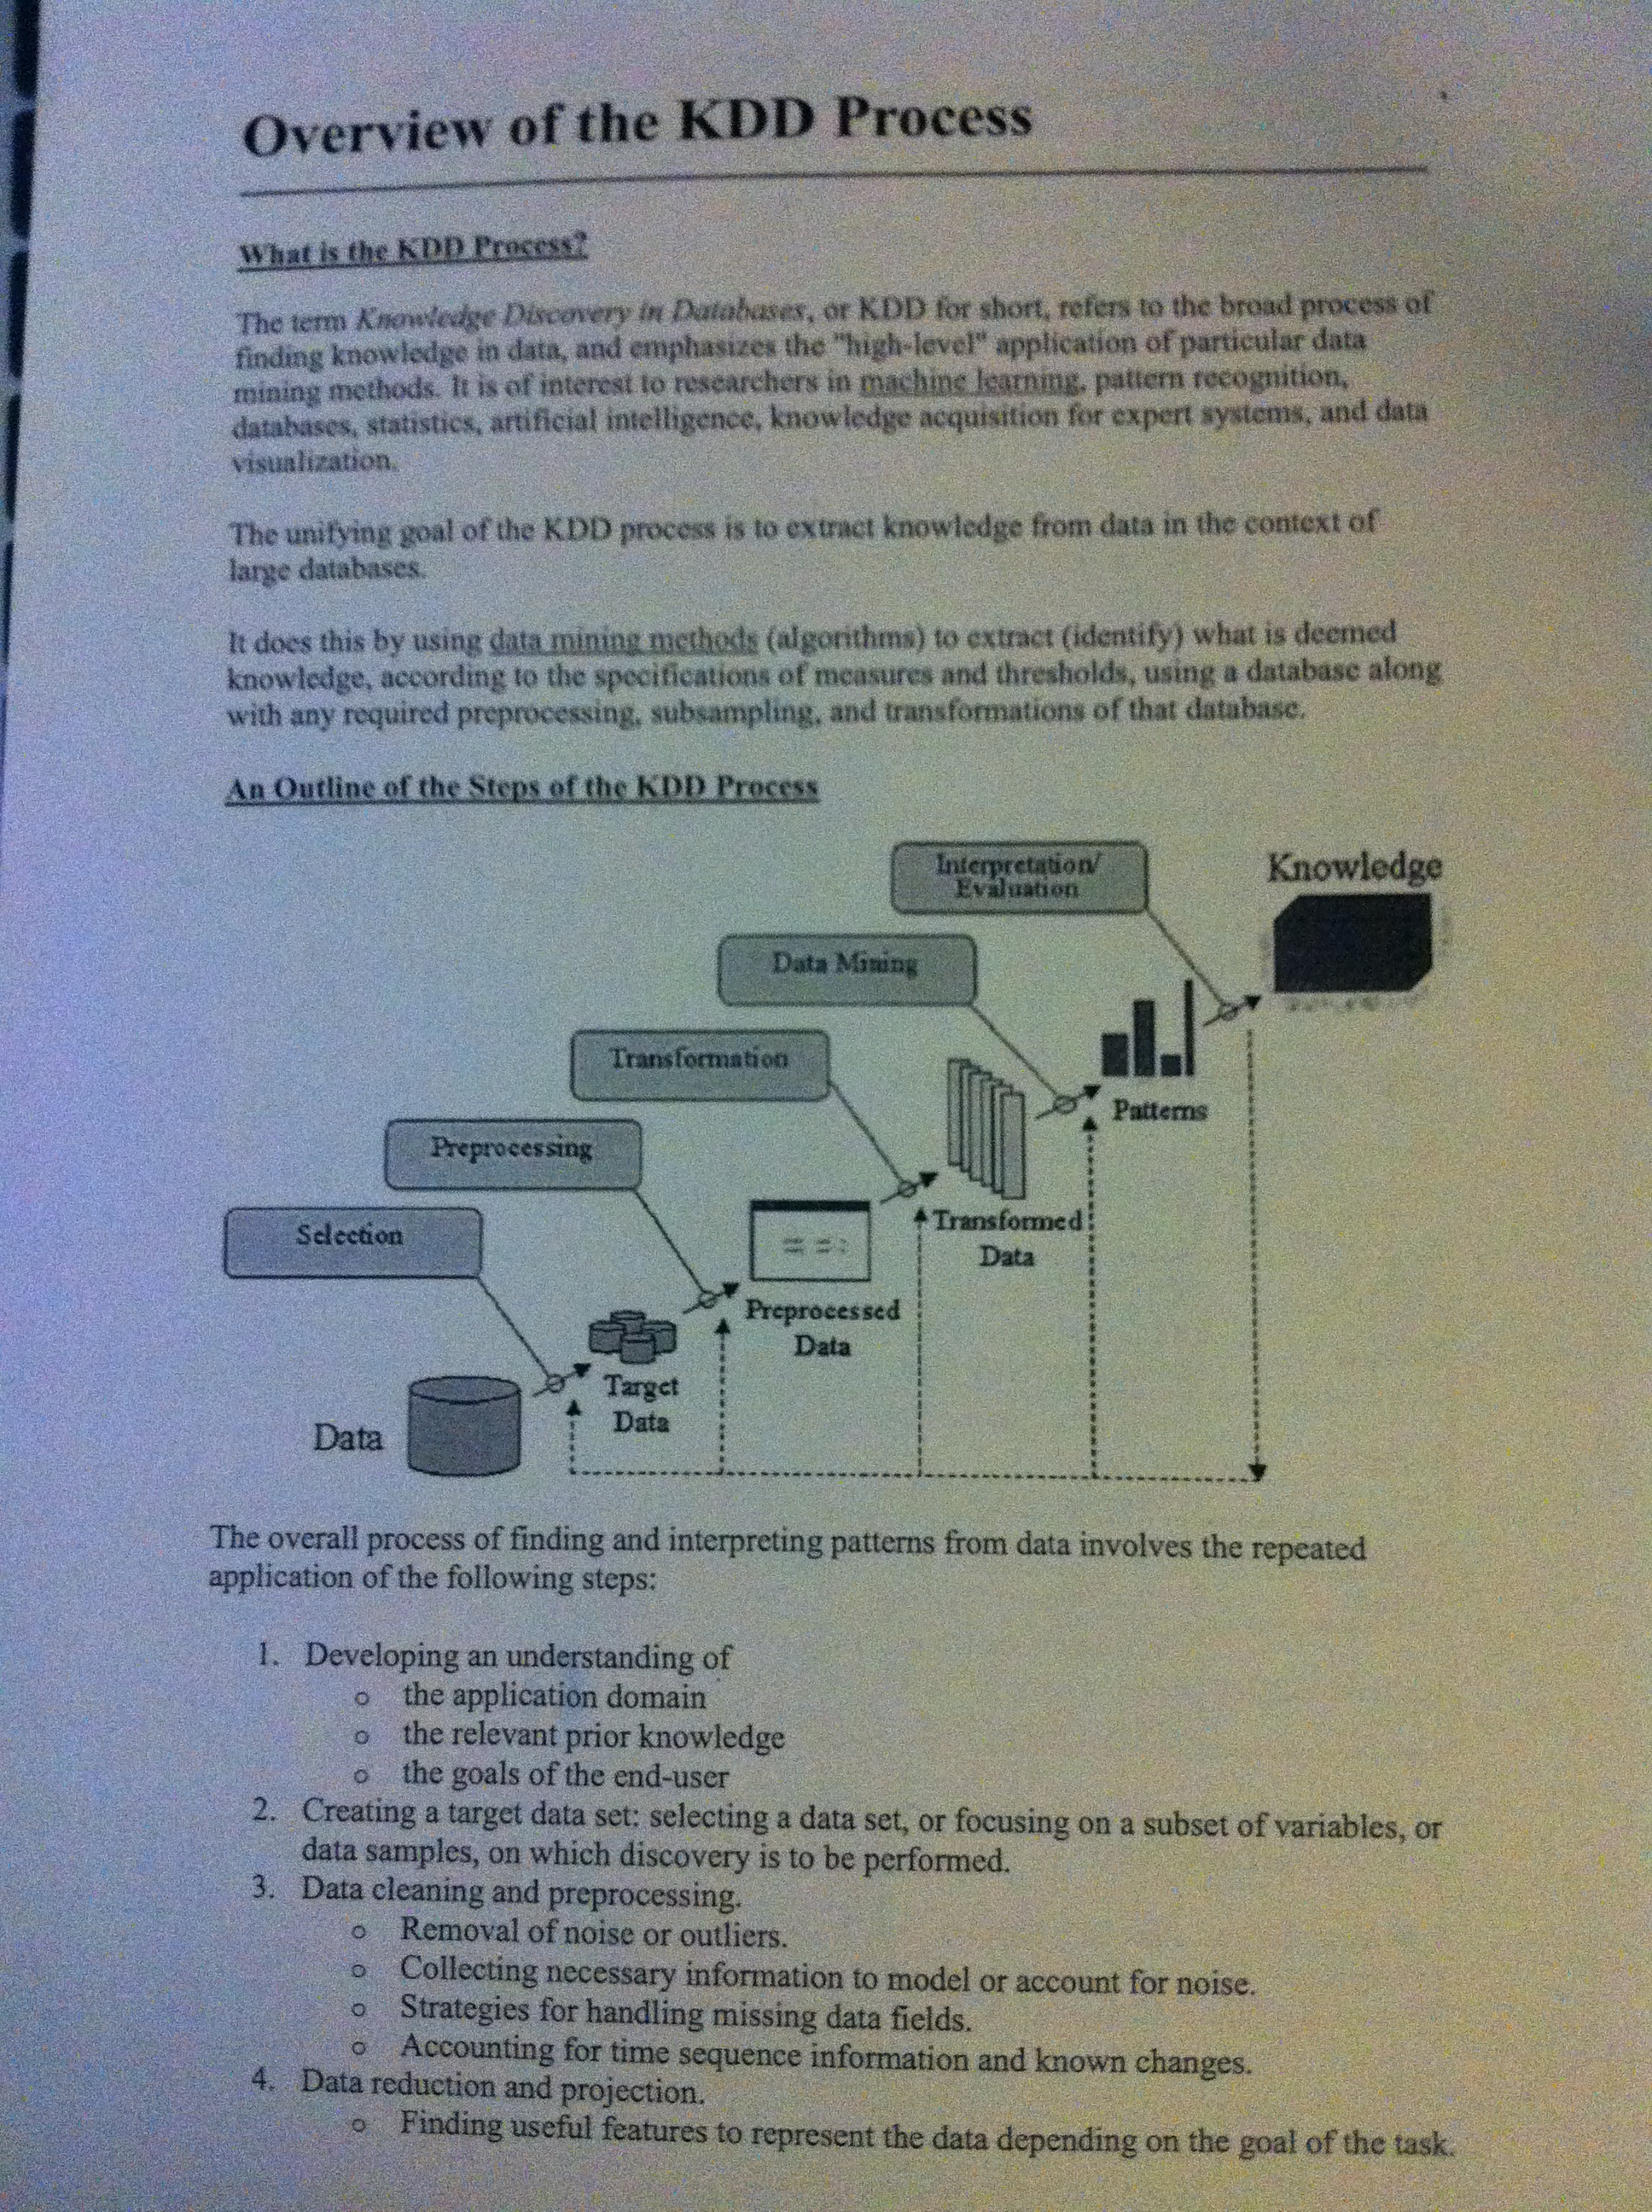 Overview of the KDD Process
What is the KDD Process?
The term Knowledge Discovery in Databases, or KDD for short, refers to the broad process of
finding knowledge in data, and emphasizes the "high-level" application of particular data
mining methods. It is of interest to researchers in machine learning, pattern recognition,
databases, statistics, artificial intelligence, knowledge acquisition for expert systems, and data
visualization.
The unifying goal of the KDD process is to extract knowledge from data in the context of
large databases.
It does this by using data mining methods (algorithms) to extract (identify) what is deemed
knowledge, according to the specifications of measures and thresholds, using a database along
with any required preprocessing, subsampling, and transformations of that database.
An Outline of the Steps of the KDD Process
Interpretation/
Evaluation
Knowledge
Data Mining
Transformation
Patterns
Preprocessing
Transformed
Data
Selection
Preprocessed
Data
Target
Data
Data
The overall process of finding and interpreting patterns from data involves the repeated
application of the following steps:
1. Developing an understanding of
o the application domain
o the relevant prior knowledge
o the goals of the end-user
2. Creating a target data set: selecting a data set, or focusing on a subset of variables, or
data samples, on which discovery is to be performed.
3. Data cleaning and preprocessing.
o Removal of noise or outliers.
o Collecting necessary information to model or account for noise.
o Strategies for handling missing data fields.
o Accounting for time sequence information and known changes.
4. Data reduction and projection.
o Finding useful features to represent the data depending on the goal of the task.